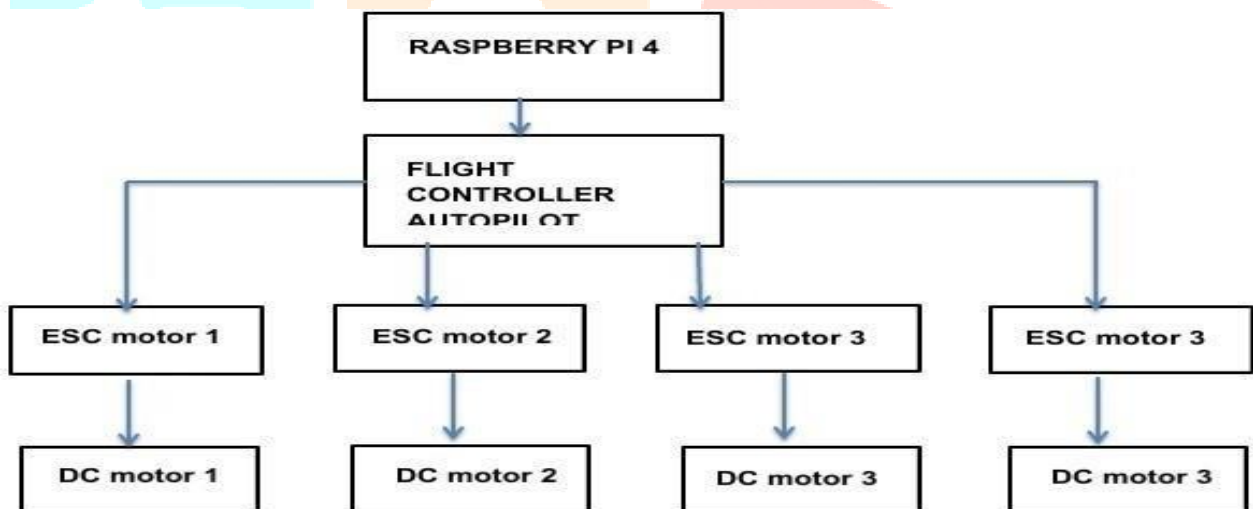 RASPBERRY PI 4
FLIGHT
CONTROLLER
AUTOPILOT
ESC motor 1
ESC motor 2
ESC motor 3
ESC motor 3
DC motor 1
DC motor 2
DC motor 3
DC motor 3